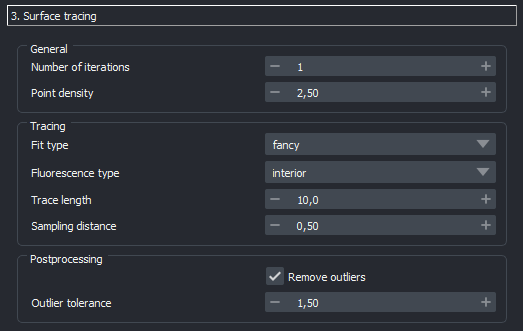 3. Surface tracing
General
Number of iterations 1
Point density 2,50
Tracing
Fit type fancy
Fluorescence type interior
Trace length 10,0
Sampling distance 0,50
Postprocessing
Remove outliers
Outlier tolerance 1,50